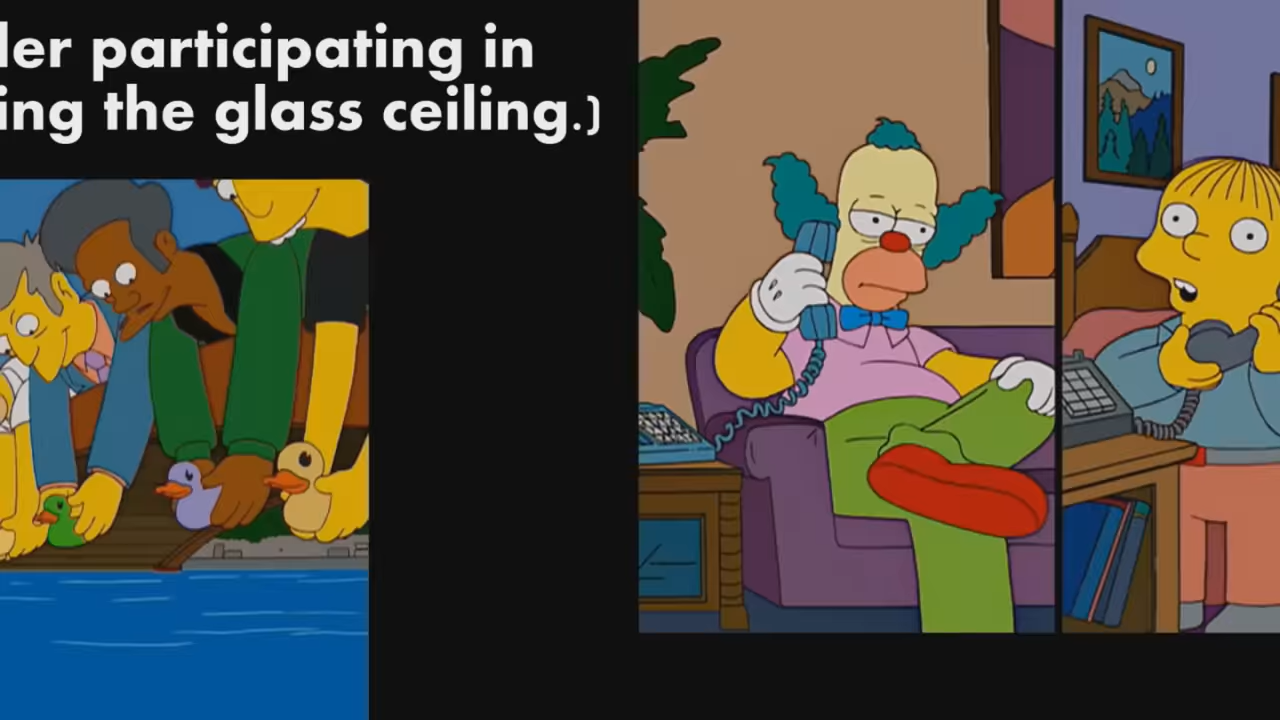 ler participating in
ing the glass ceiling.)